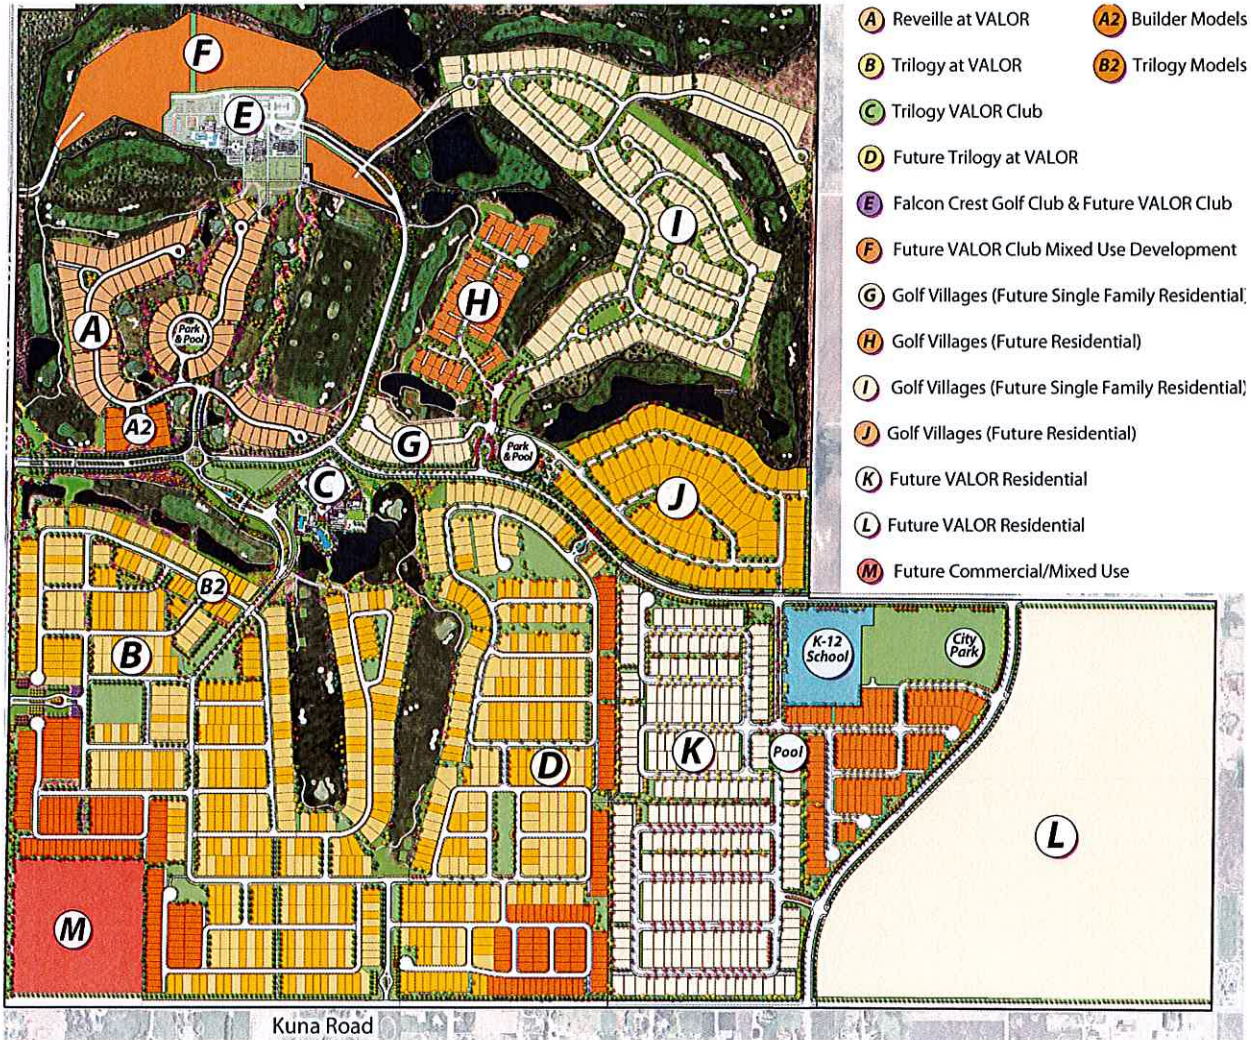 A Reveille at VALOR
A2 Builder Models
B Trilogy at VALOR
B2 Trilogy Models
C Trilogy VALOR Club
D Future Trilogy at VALOR
E Falcon Crest Golf Club & Future VALOR Club
F Future VALOR Club Mixed Use Development
G Golf Villages (Future Single Family Residential)
H Golf Villages (Future Residential)
I Golf Villages (Future Single Family Residential)
J Golf Villages (Future Residential)
K Future VALOR Residential
L Future VALOR Residential
M Future Commercial/Mixed Use
F
E
I
H
A
Park
& Pool
A2
G
Park
& Pool
C
J
B2
B
K-12
School
City
Park
K
Pool
D
L
M
Kuna Road